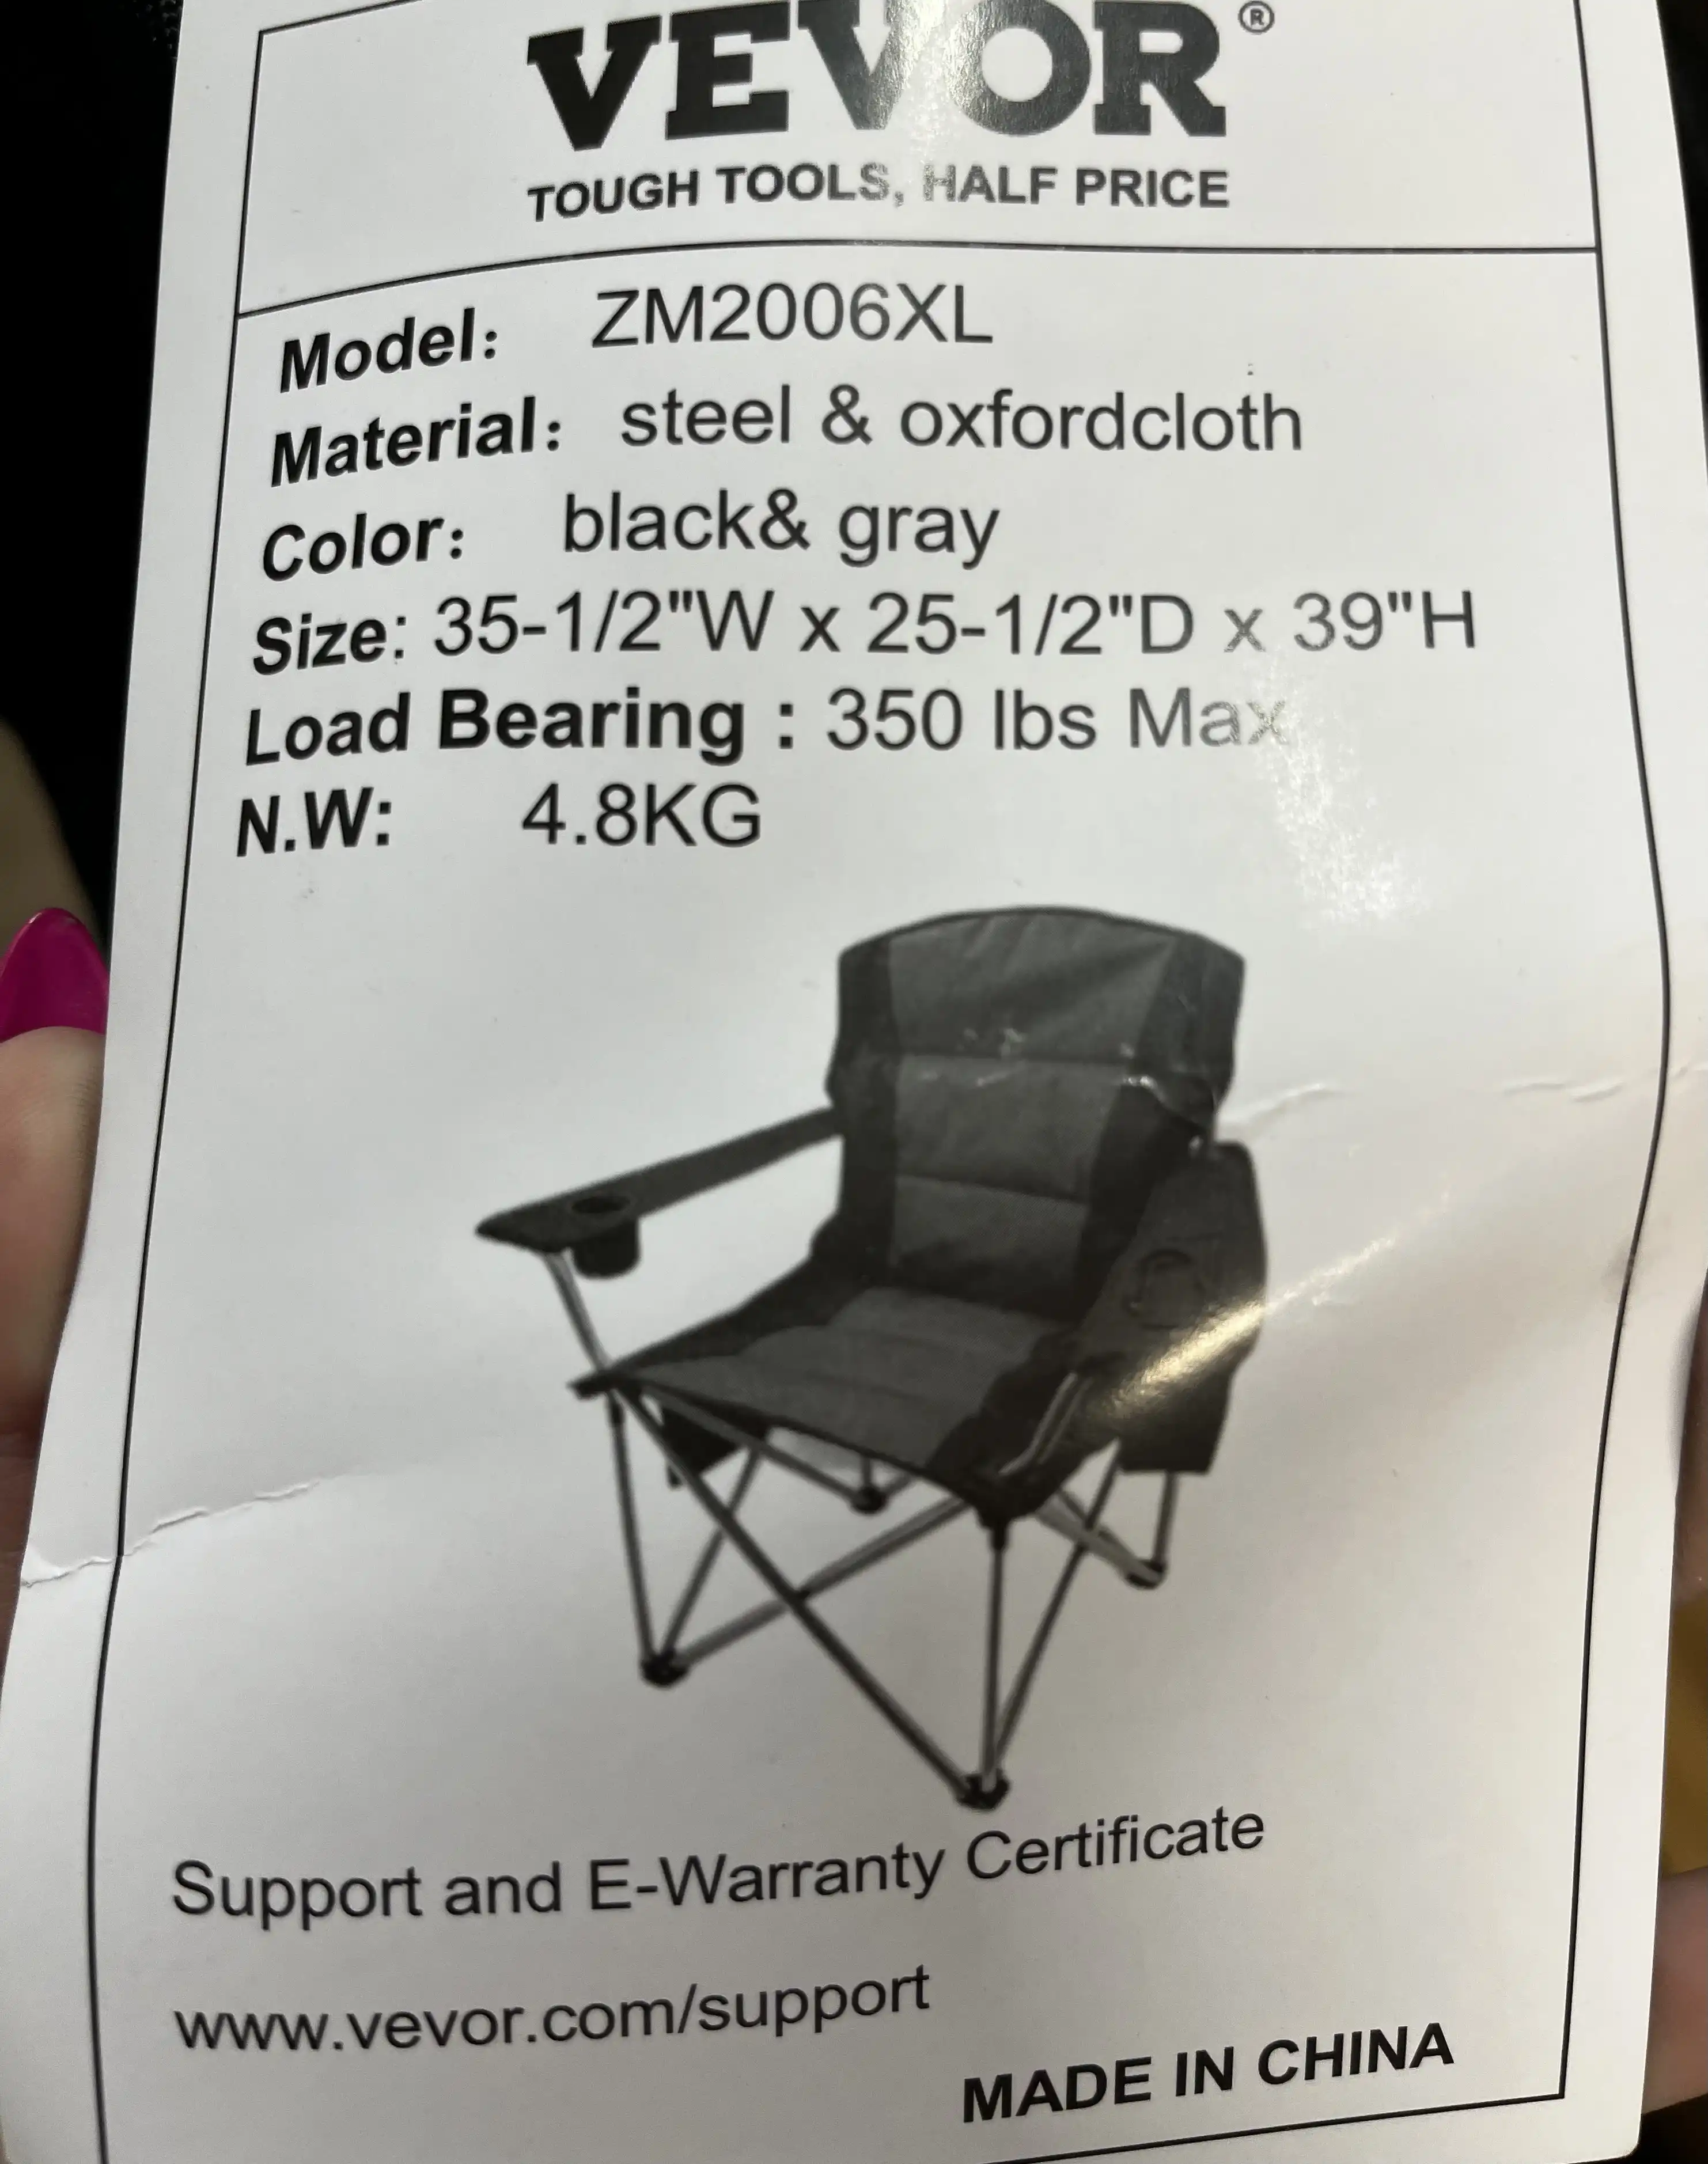 VEVOR®
TOUGH TOOLS, HALF PRICE
Model: ZM2006XL
Material: steel & oxfordcloth
Color: black& gray
Size: 35-1/2"W x 25-1/2"D x 39"H
Load Bearing : 350 lbs Max
N.W: 4.8KG
Support and E-Warranty Certificate
www.vevor.com/support
MADE IN CHINA